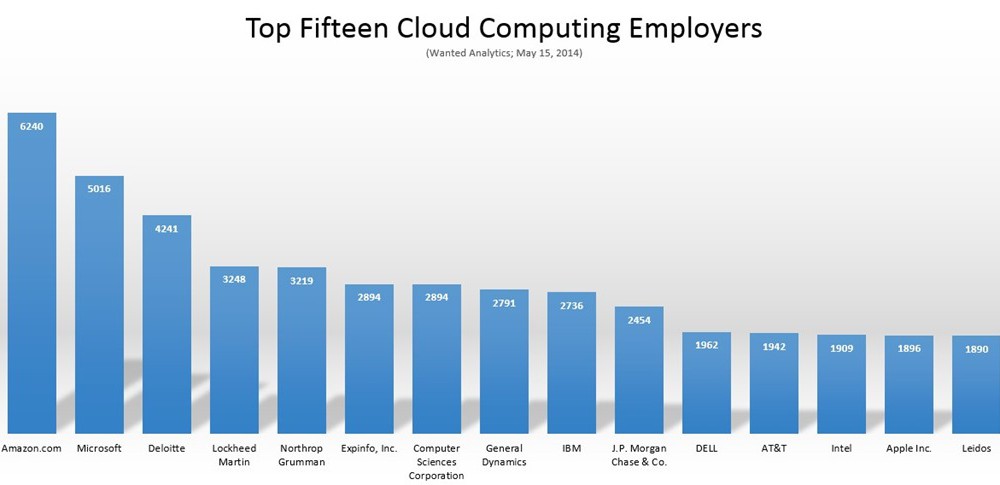 Top Fifteen Cloud Computing Employers
(Wanted Analytics; May 15, 2014)
6240
5016
4241
3248
3219
2894
2894
2791
2736
2454
1962
1942
1909
1896
1890
Amazon.com
Microsoft
Deloitte
Lockheed
Martin
Northrop
Grumman
Expinfo, Inc.
Computer
Sciences
Corporation
General
Dynamics
IBM
J.P. Morgan
Chase & Co.
DELL
AT&T
Intel
Apple Inc.
Leidos